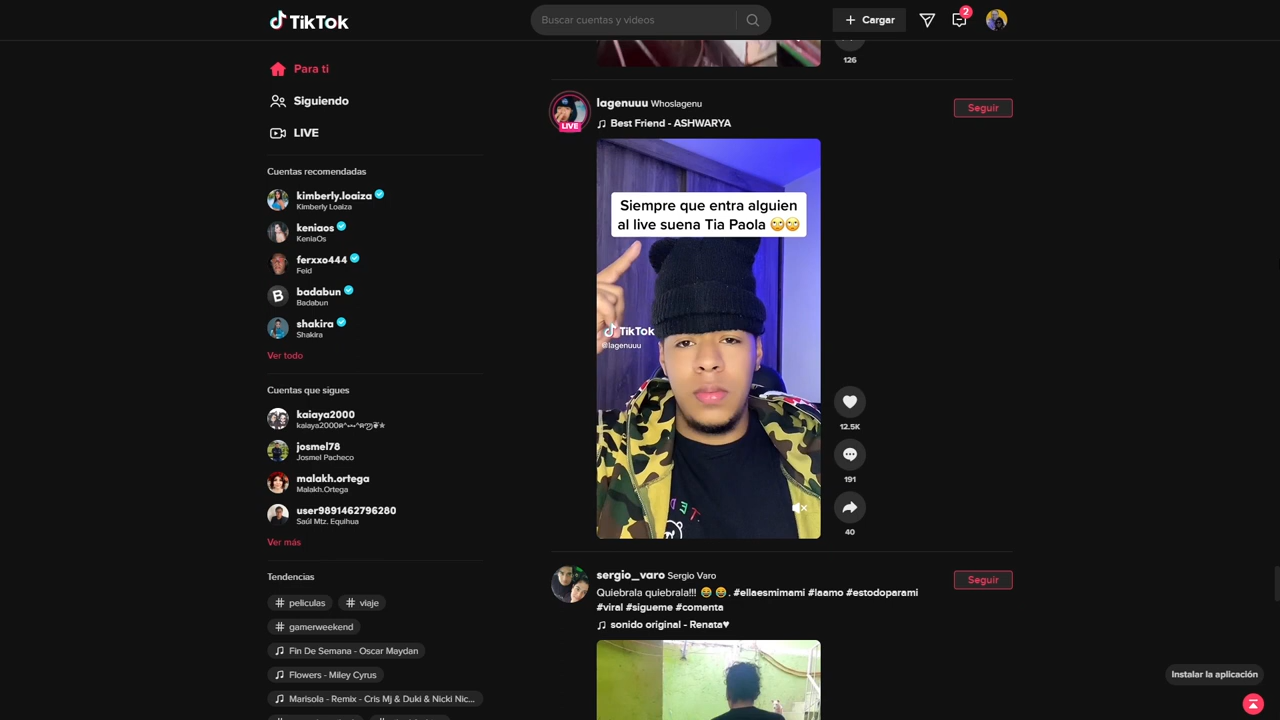 TikTok
Buscar cuentas y videos
Cargar
2
Para ti
Siguiendo
LIVE
Cuentas recomendadas
kimberly.loaiza
Kimberly Loaiza
keniaos
KeniaOs
ferxxo444
Feid
badabun
Badabun
shakira
Shakira
Ver todo
Cuentas que sigues
kaiaya2000
josmel78
Josmel Pacheco
malakh.ortega
Malakh.Ortega
user9891462796280
Saúl Mtz. Equihua
Ver más
Tendencias
# peliculas
# viaje
# gamerweekend
Fin De Semana - Oscar Maydan
Flowers - Miley Cyrus
Marisola - Remix - Cris Mj & Duki & Nicki Nic...
126
LIVE
lagenuuu Whoslagenu
Seguir
Best Friend - ASHWARYA
Siempre que entra alguien
al live suena Tia Paola 🙄🙄
TikTok
@lagenuuu
12.5K
191
40
sergio_varo Sergio Varo
Seguir
Quiebrala quiebrala!!! 😂 😂. #ellaesmimami #laamo #estodoparami
#viral #sigueme #comenta
sonido original - Renata♥
Instalar la aplicación